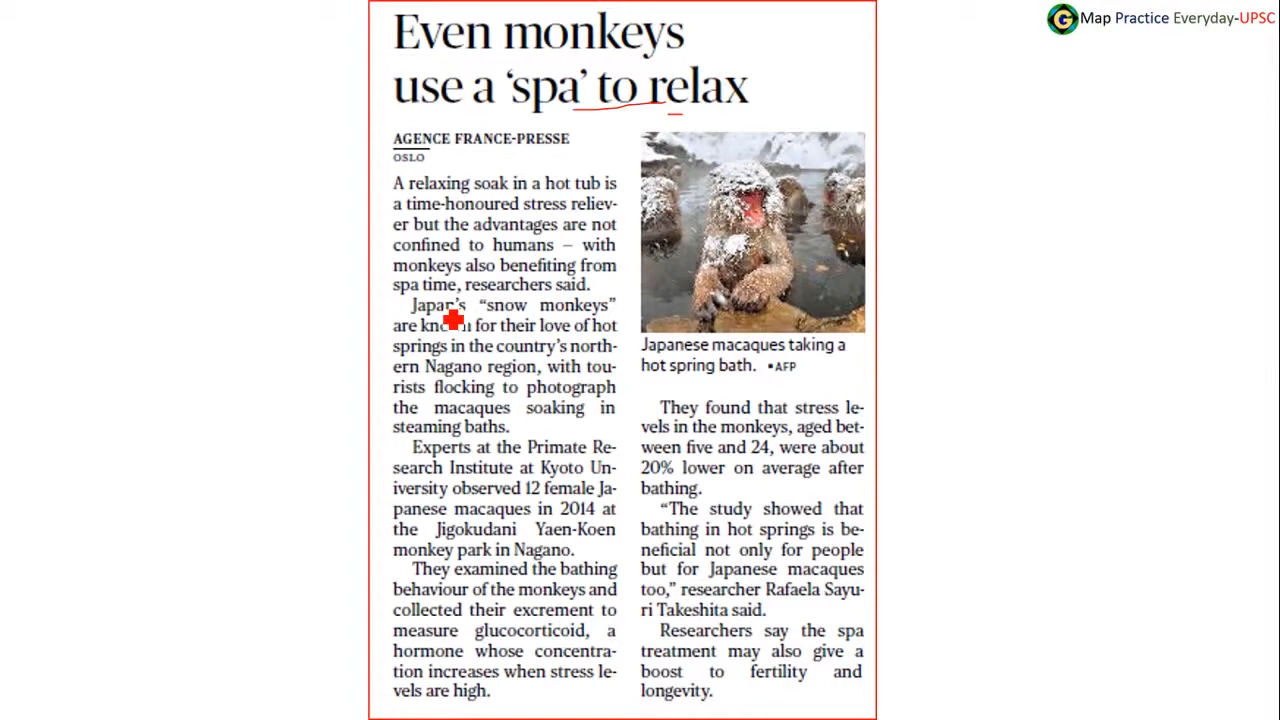 Map Practice Everyday-UPSC
Even monkeys
use a ‘spa’ to relax
AGENCE FRANCE-PRESSE
OSLO
A relaxing soak in a hot tub is
a time-honoured stress reliev-
er but the advantages are not
confined to humans – with
monkeys also benefiting from
spa time, researchers said.
Japan’s “snow monkeys”
are for their love of hot
springs in the country’s north-
ern Nagano region, with tou-
rists flocking to photograph
the macaques soaking in
steaming baths.
Experts at the Primate Re-
search Institute at Kyoto Un-
iversity observed 12 female Ja-
panese macaques in 2014 at
the Jigokudani Yaen-Koen
monkey park in Nagano.
They examined the bathing
behaviour of the monkeys and
collected their excrement to
measure glucocorticoid, a
hormone whose concentra-
tion increases when stress le-
vels are high.
Japanese macaques taking a
hot spring bath. ▪AFP
They found that stress le-
vels in the monkeys, aged bet-
ween five and 24, were about
20% lower on average after
bathing.
“The study showed that
bathing in hot springs is be-
neficial not only for people
but for Japanese macaques
too,” researcher Rafaela Sayu-
ri Takeshita said.
Researchers say the spa
treatment may also give a
boost to fertility and
longevity.